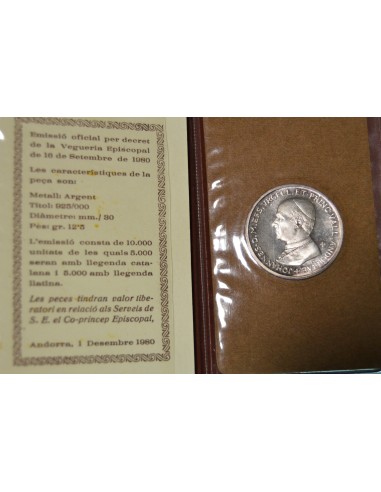 Emissió oficial per decret
de la Vegueria Episcopal
de 16 de Setembre de 1980
Les característiques de la
peça són:
Metall: Argent
Títol: 925/000
Diàmetre: mm./ 30
Pès: gr. 12'5
L'emissió consta de 10.000
unitats de les quals 5.000
seran amb llegenda cata-
lana i 5.000 amb llegenda
llatina.
Les peces tindran valor libe-
ratori en relació als Serveis de
S. E. el Co-príncep Episcopal,
Andorra, 1 Desembre 1980